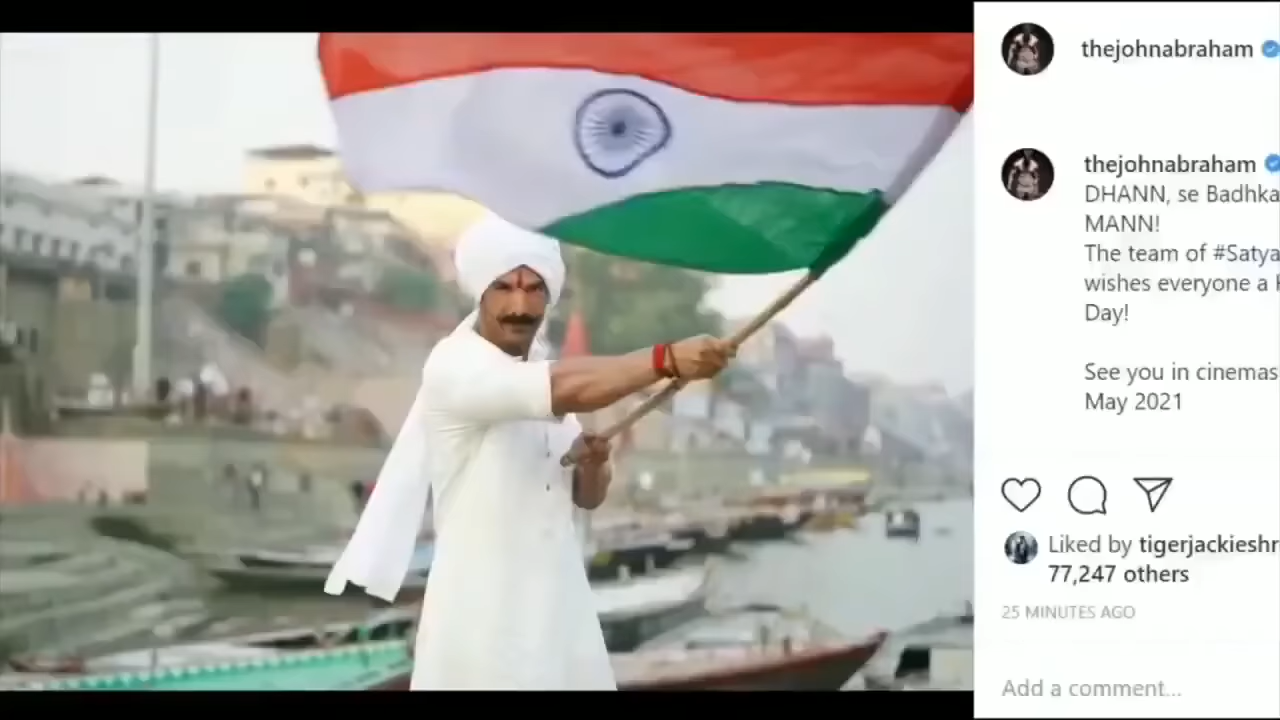 thejohnabraham
thejohnabraham
DHANN, se Badhka
MANN!
The team of #Satya
wishes everyone a
Day!
See you in cinemas
May 2021
Liked by tigerjackieshr
77,247 others
25 MINUTES AGO
Add a comment...